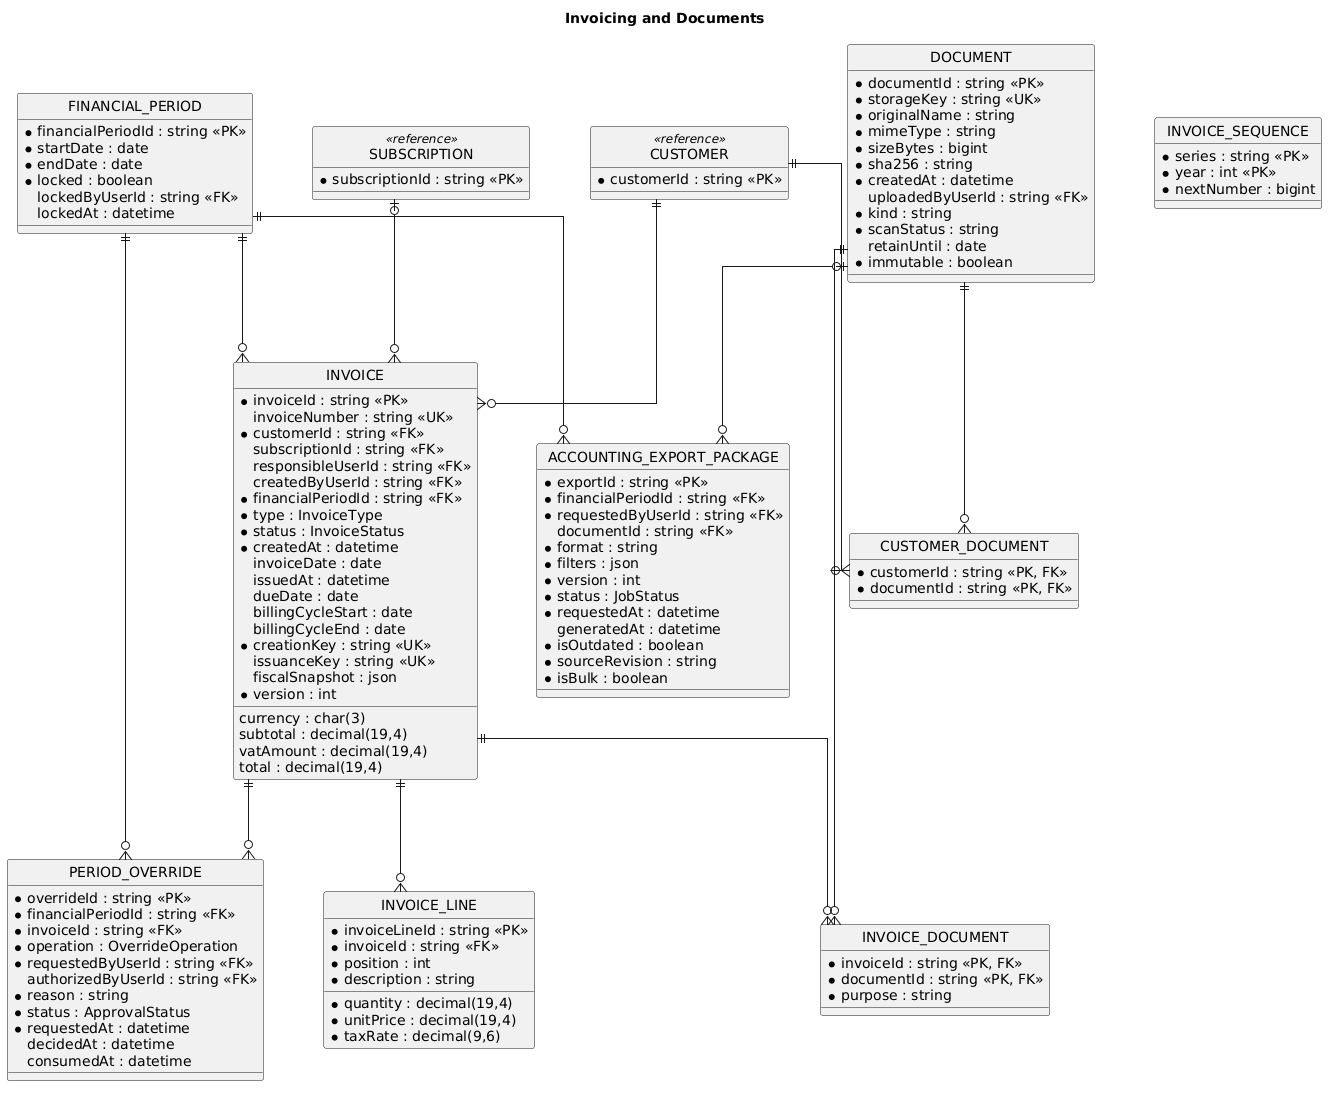 Invoicing and Documents
FINANCIAL_PERIOD
* financialPeriodId : string «PK»
* startDate : date
* endDate : date
* locked : boolean
lockedByUserId : string «FK»
lockedAt : datetime
«reference»
SUBSCRIPTION
* subscriptionId : string «PK»
«reference»
CUSTOMER
* customerId : string «PK»
DOCUMENT
* documentId : string «PK»
* storageKey : string «UK»
* originalName : string
* mimeType : string
* sizeBytes : bigint
* sha256 : string
* createdAt : datetime
uploadedByUserId : string «FK»
* kind : string
* scanStatus : string
retainUntil : date
* immutable : boolean
INVOICE_SEQUENCE
* series : string «PK»
* year : int «PK»
* nextNumber : bigint
INVOICE
* invoiceId : string «PK»
invoiceNumber : string «UK»
* customerId : string «FK»
subscriptionId : string «FK»
responsibleUserId : string «FK»
createdByUserId : string «FK»
* financialPeriodId : string «FK»
* type : InvoiceType
* status : InvoiceStatus
* createdAt : datetime
invoiceDate : date
issuedAt : datetime
dueDate : date
billingCycleStart : date
billingCycleEnd : date
* creationKey : string «UK»
issuanceKey : string «UK»
fiscalSnapshot : json
* version : int
currency : char(3)
subtotal : decimal(19,4)
vatAmount : decimal(19,4)
total : decimal(19,4)
ACCOUNTING_EXPORT_PACKAGE
* exportId : string «PK»
* financialPeriodId : string «FK»
* requestedByUserId : string «FK»
documentId : string «FK»
* format : string
* filters : json
* version : int
* status : JobStatus
* requestedAt : datetime
generatedAt : datetime
* isOutdated : boolean
* sourceRevision : string
* isBulk : boolean
CUSTOMER_DOCUMENT
* customerId : string «PK, FK»
* documentId : string «PK, FK»
PERIOD_OVERRIDE
* overrideId : string «PK»
* financialPeriodId : string «FK»
* invoiceId : string «FK»
* operation : OverrideOperation
* requestedByUserId : string «FK»
authorizedByUserId : string «FK»
* reason : string
* status : ApprovalStatus
* requestedAt : datetime
decidedAt : datetime
consumedAt : datetime
INVOICE_LINE
* invoiceLineId : string «PK»
* invoiceId : string «FK»
* position : int
* description : string
* quantity : decimal(19,4)
* unitPrice : decimal(19,4)
* taxRate : decimal(9,6)
INVOICE_DOCUMENT
* invoiceId : string «PK, FK»
* documentId : string «PK, FK»
* purpose : string